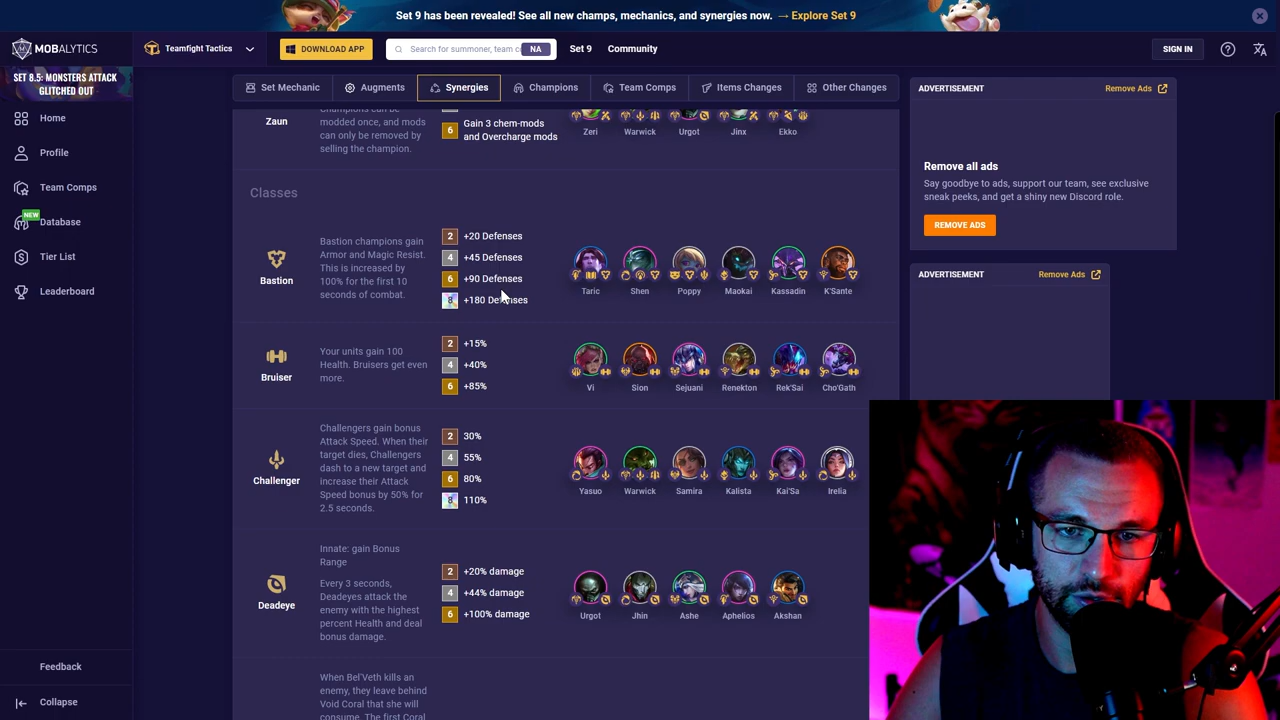 Set 9 has been revealed! See all new champs, mechanics, and synergies now. → Explore Set 9
MOBALYTICS
Teamfight Tactics
DOWNLOAD APP
Search for summoner, team o
NA
Set 9
Community
SIGN IN
SET 8.5: MONSTERS ATTACK
GLITCHED OUT
Home
Profile
Team Comps
NEW
Database
Tier List
Leaderboard
Feedback
Collapse
Set Mechanic
Augments
Synergies
Champions
Team Comps
Items Changes
Other Changes
Zaun
Champions can be
modded once, and mods
can only be removed by
selling the champion.
6 Gain 3 chem-mods
and Overcharge mods
Zeri
Warwick
Urgot
Jinx
Ekko
Classes
Bastion
Bastion champions gain
Armor and Magic Resist.
This is increased by
100% for the first 10
seconds of combat.
2 +20 Defenses
4 +45 Defenses
6 +90 Defenses
8 +180 Defenses
Taric
Shen
Poppy
Maokai
Kassadin
K'Sante
Bruiser
Your units gain 100
Health. Bruisers get even
more.
2 +15%
4 +40%
6 +85%
Vi
Sion
Sejuani
Renekton
Rek'Sai
Cho'Gath
Challenger
Challengers gain bonus
Attack Speed. When their
target dies, Challengers
dash to a new target and
increase their Attack
Speed bonus by 50% for
2.5 seconds.
2 30%
4 55%
6 80%
8 110%
Yasuo
Warwick
Samira
Kalista
Kai'Sa
Irelia
Deadeye
Innate: gain Bonus
Range
Every 3 seconds,
Deadeyes attack the
enemy with the highest
percent Health and deal
bonus damage.
2 +20% damage
4 +44% damage
6 +100% damage
Urgot
Jhin
Ashe
Aphelios
Akshan
When Bel'Veth kills an
enemy, they leave behind
Void Coral that she will
consume. The first Coral
ADVERTISEMENT
Remove Ads
Remove all ads
Say goodbye to ads, support our team, see exclusive
sneak peeks, and get a shiny new Discord role.
REMOVE ADS
ADVERTISEMENT
Remove Ads